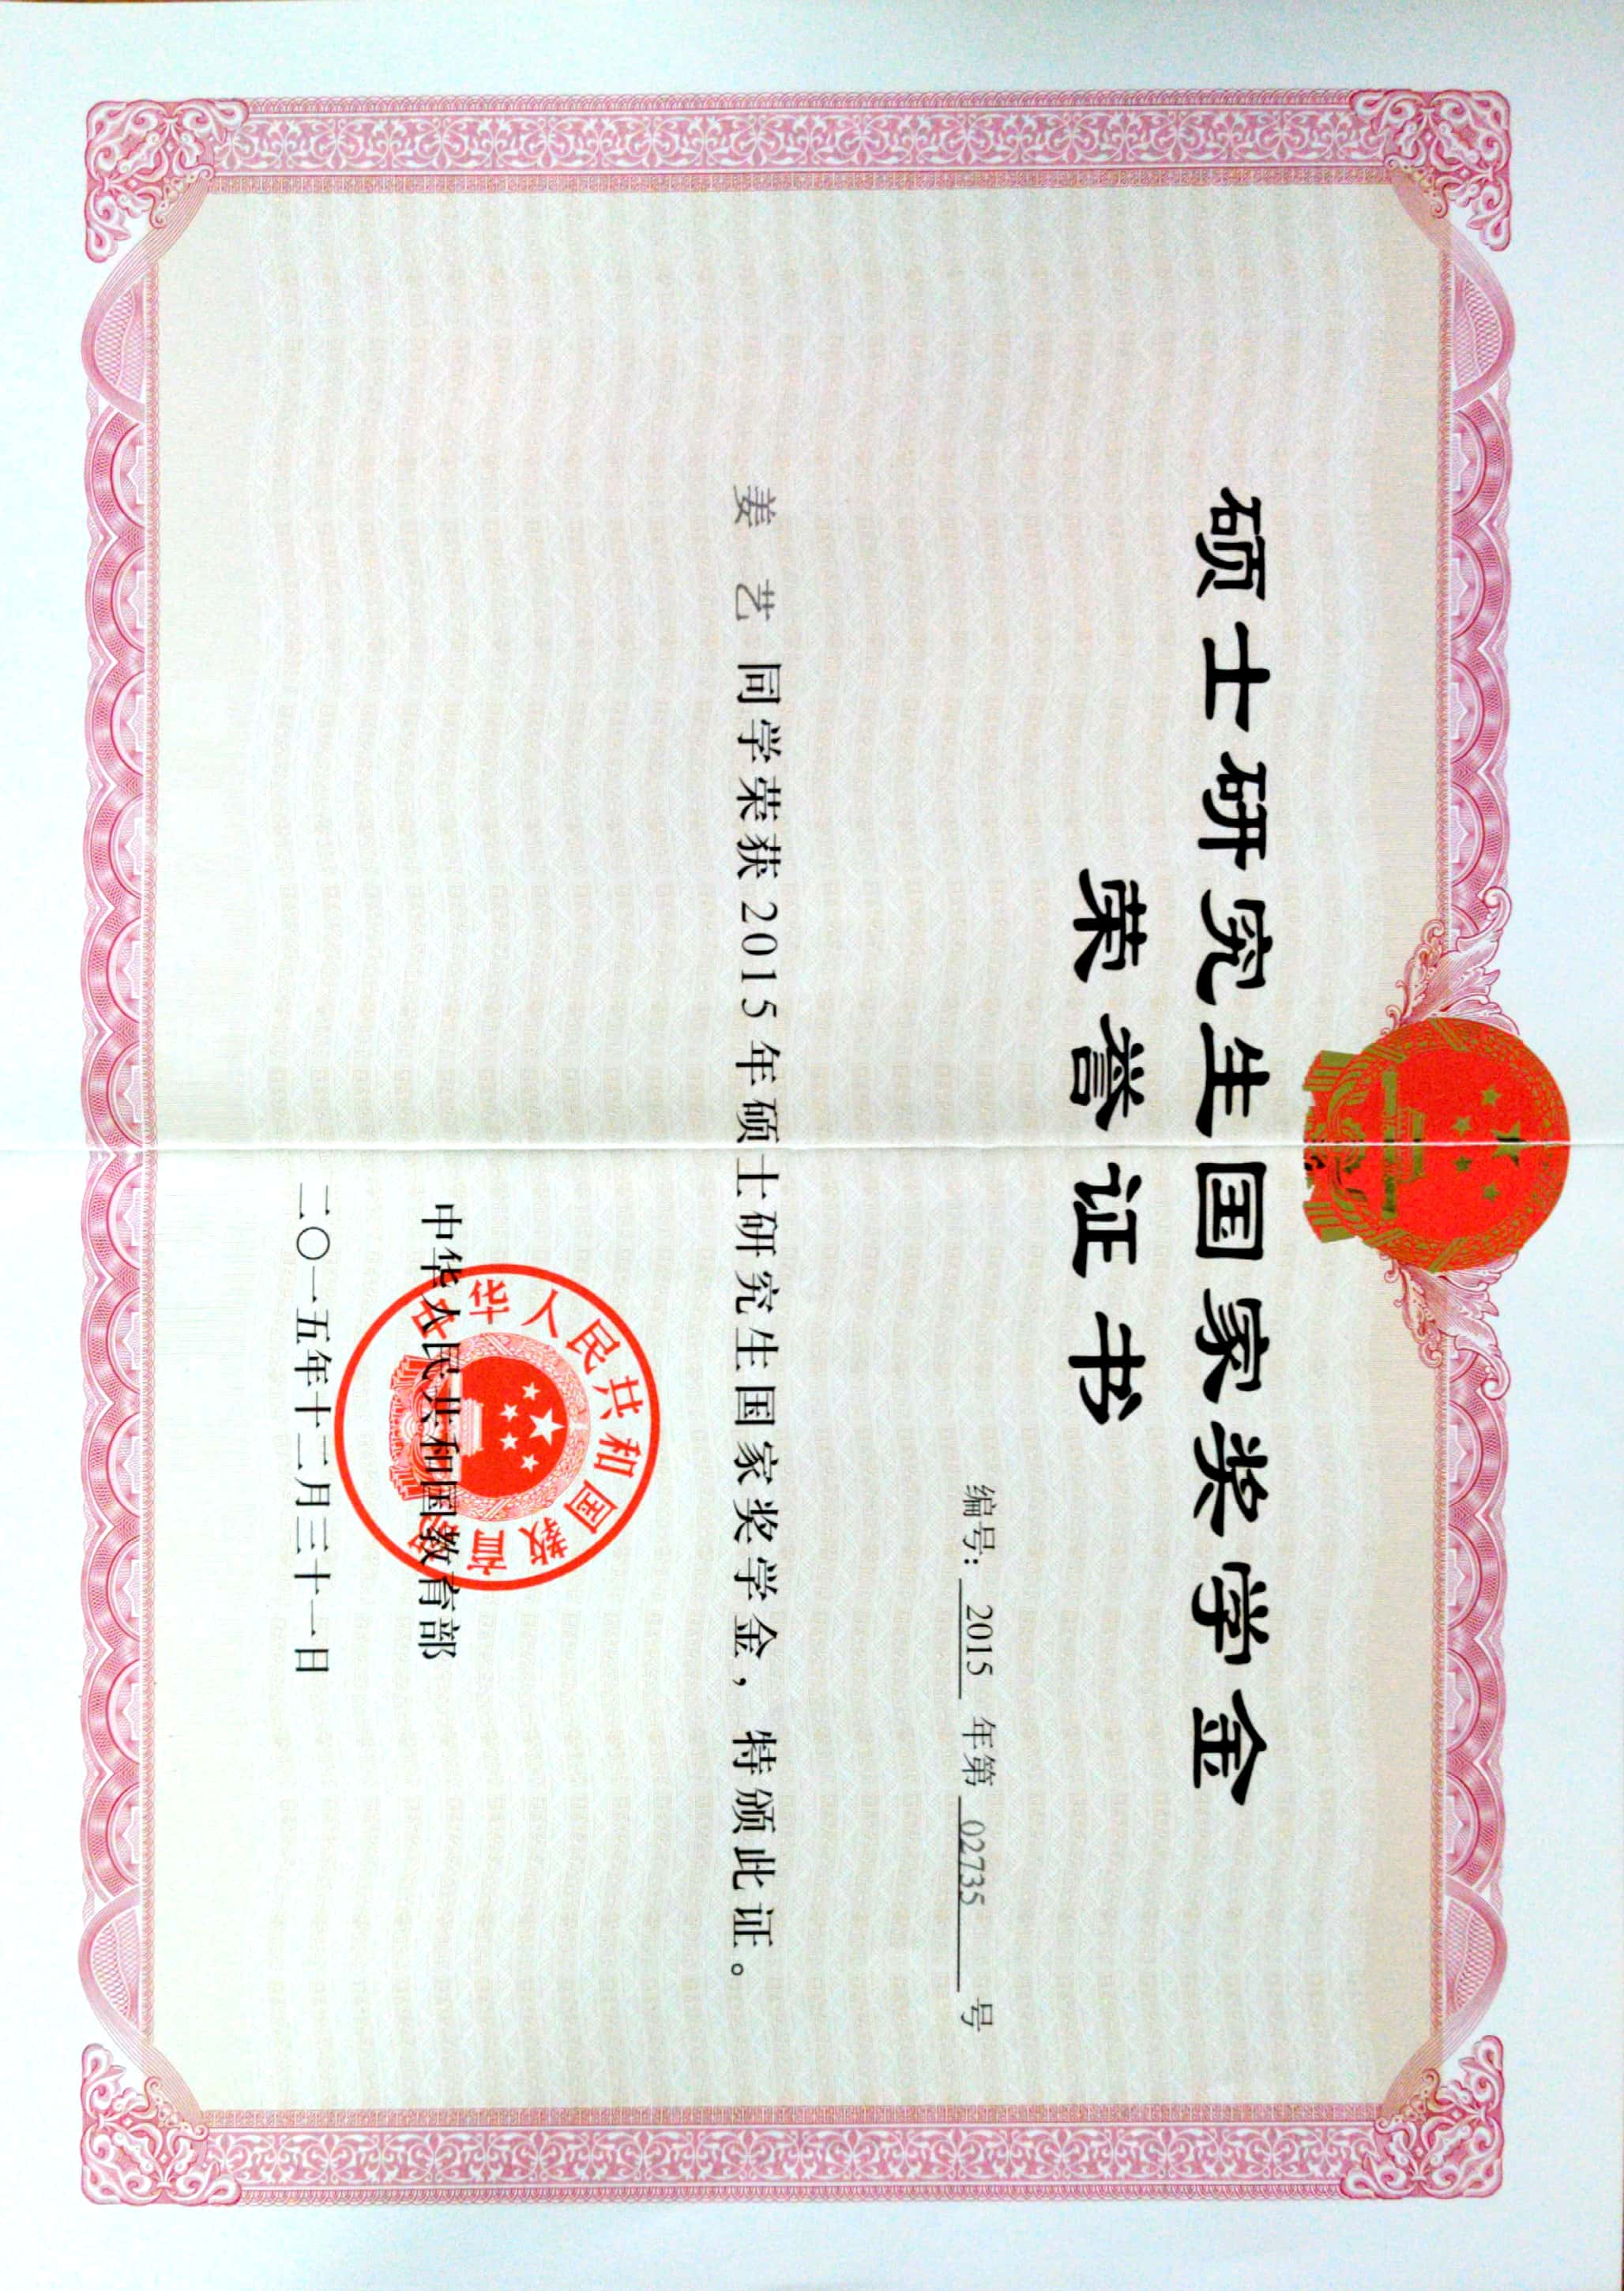 硕士研究生国家奖学金
荣誉证书
编号: 2015 年第 02735 号
姜 艺 同学荣获2015年硕士研究生国家奖学金，特颁此证。
中华人民共和国教育部
中华人民共和国教育部
二〇一五年十二月三十一日